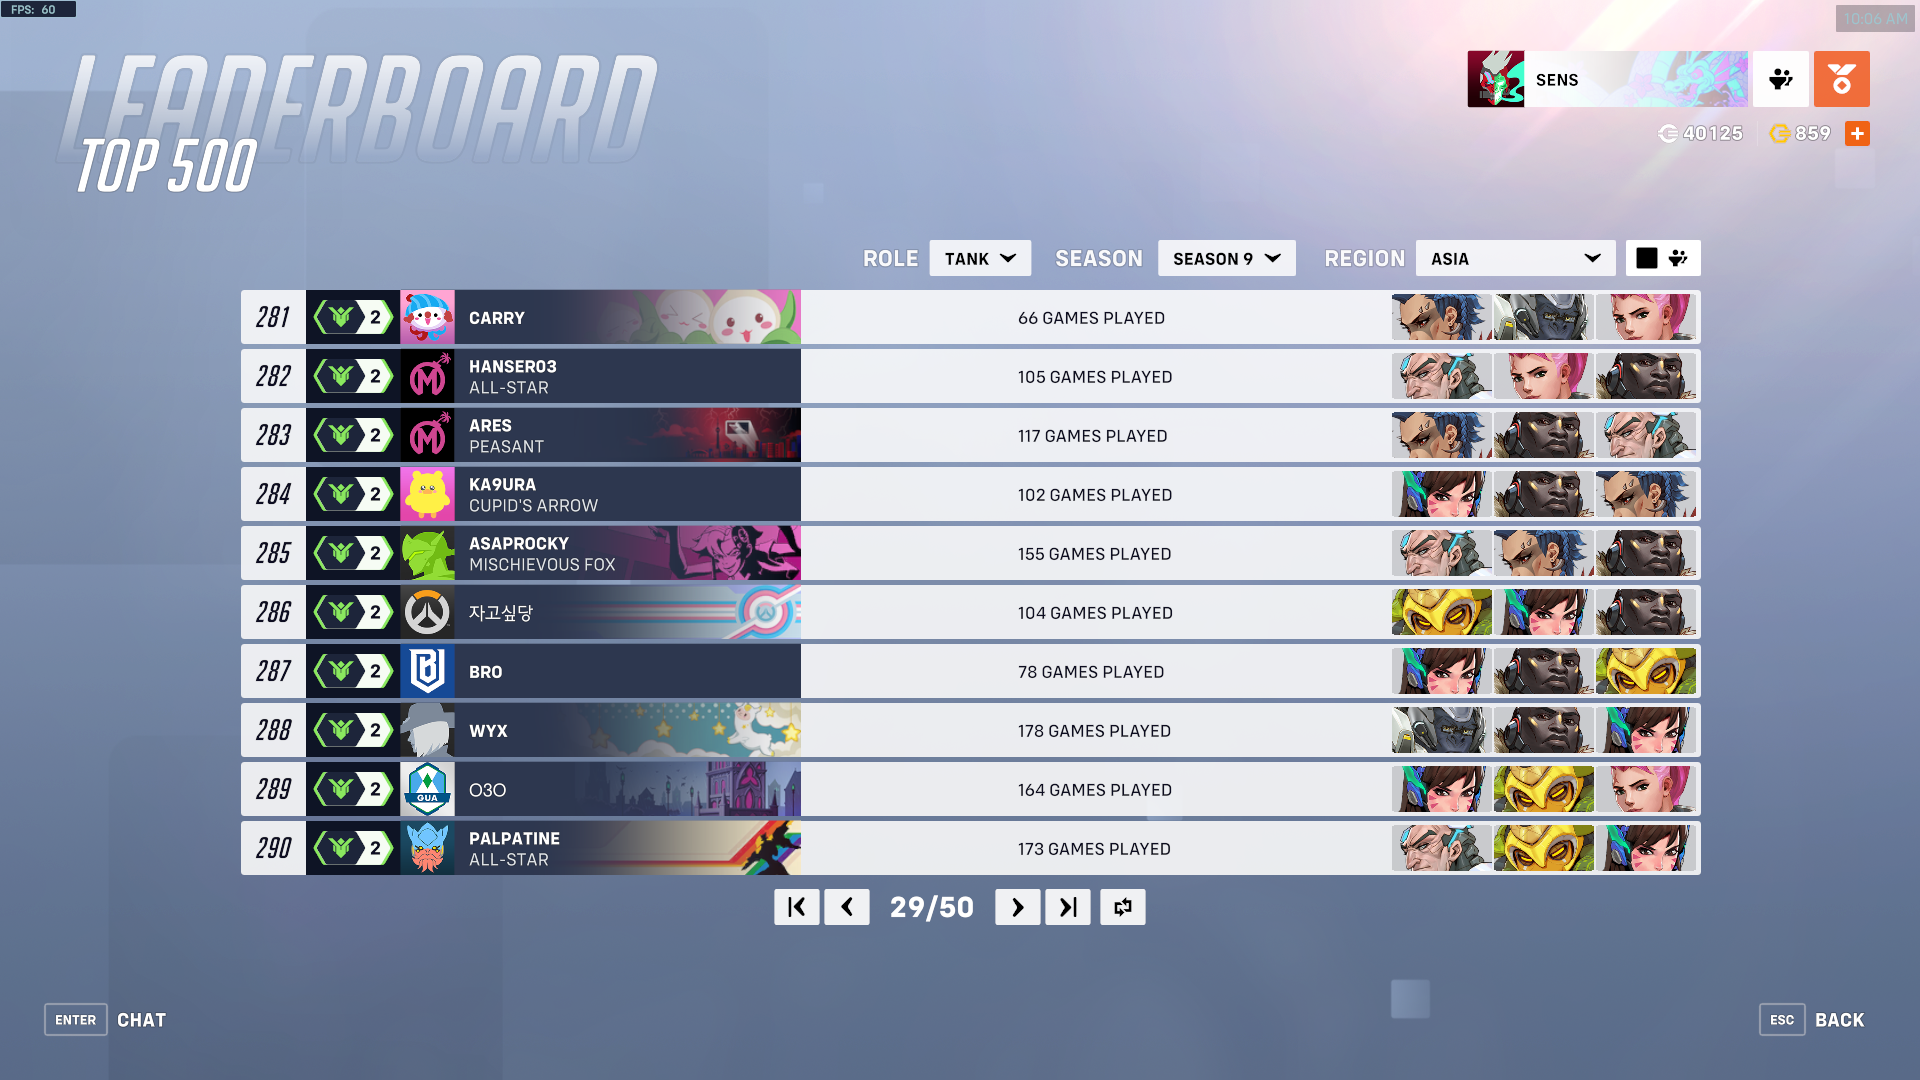 FPS: 60
10:06 AM
LEADERBOARD
TOP 500
SENS
40125
859
ROLE TANK SEASON SEASON 9 REGION ASIA
281 2 CARRY 66 GAMES PLAYED
282 2 HANSER03 105 GAMES PLAYED
ALL-STAR
283 2 ARES 117 GAMES PLAYED
PEASANT
284 2 KA9URA 102 GAMES PLAYED
CUPID'S ARROW
285 2 ASAPROCKY 155 GAMES PLAYED
MISCHIEVOUS FOX
286 2 자고싶당 104 GAMES PLAYED
287 2 BRO 78 GAMES PLAYED
288 2 WYX 178 GAMES PLAYED
289 2 GUA O3O 164 GAMES PLAYED
290 2 PALPATINE 173 GAMES PLAYED
ALL-STAR
29/50
ENTER CHAT
ESC BACK